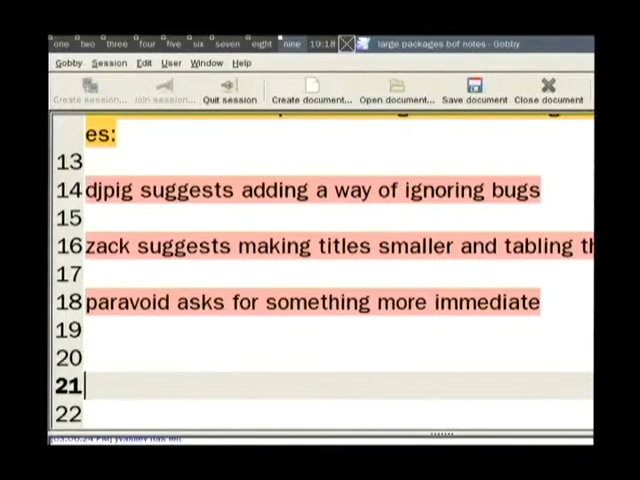 one two three four five six seven eight nine 19:18 large packages bof notes - Gobby
Gobby Session Edit User Window Help
Create session... Join session... Quit session Create document... Open document... Save document Close document
es:
13
14 djpig suggests adding a way of ignoring bugs
15
16 zack suggests making titles smaller and tabling th
17
18 paravoid asks for something more immediate
19
20
21
22